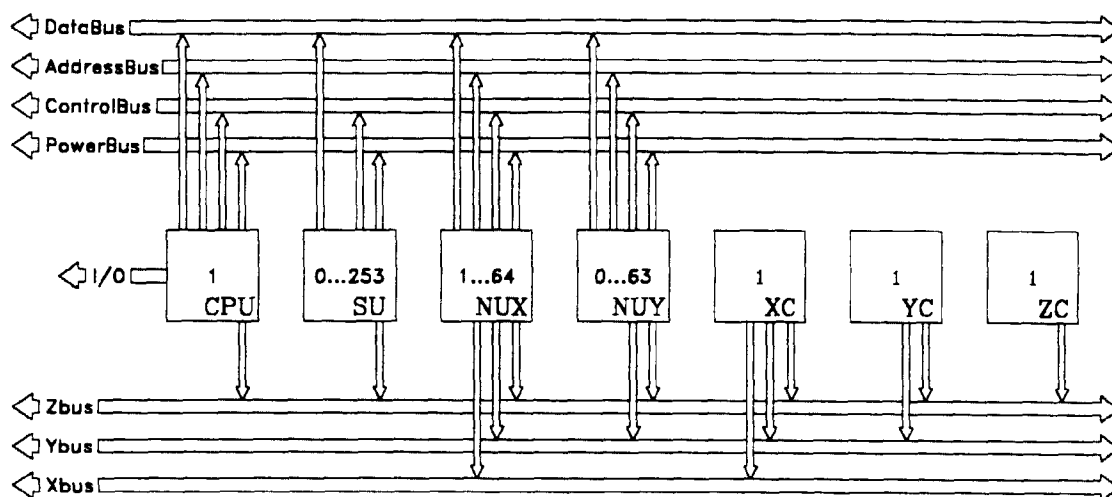 DataBus
AddressBus
ControlBus
PowerBus
I/O
1
CPU
0...253
SU
1...64
NUX
0...63
NUY
1
XC
1
YC
1
ZC
Zbus
Ybus
Xbus